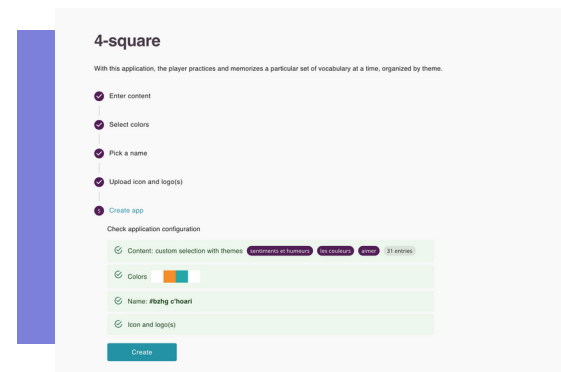 4-square
With this application, the player practices and memorizes a particular set of vocabulary at a time, organized by theme.
Enter content
Select colors
Pick a name
Upload icon and logo(s)
5 Create app
Check application configuration
Content: custom selection with themes sentiments et humeurs les couleurs aimer 31 entries
Colors
Name: #bzhg c'hoari
Icon and logo(s)
Create